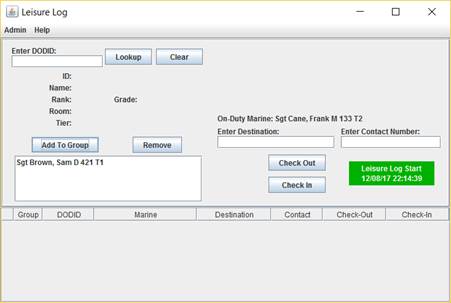 Leisure Log
Admin Help
Enter DODID:
Lookup Clear
ID:
Name:
Rank: Grade:
Room:
Tier:
On-Duty Marine: Sgt Cane, Frank M 133 T2
Enter Destination: Enter Contact Number:
Add To Group Remove
Sgt Brown, Sam D 421 T1
Check Out
Check In
Leisure Log Start
12/08/17 22:14:39
Group DODID Marine Destination Contact Check-Out Check-In